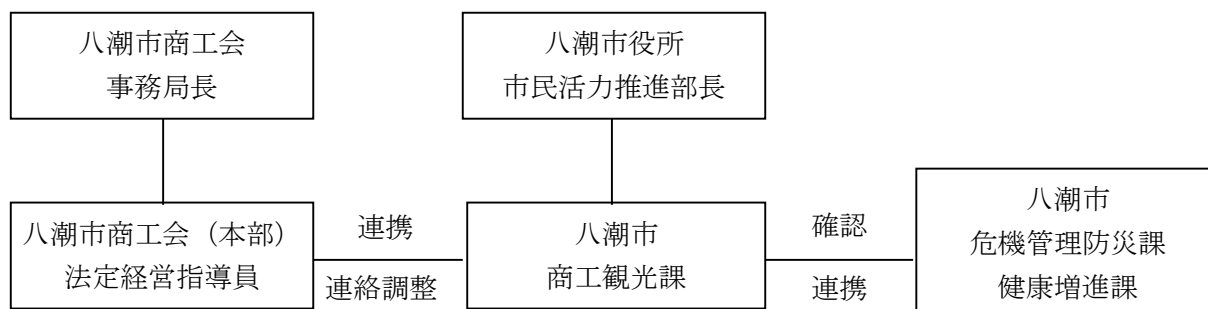 八潮市商工会
事務局長
八潮市役所
市民活力推進部長
八潮市商工会（本部）
法定経営指導員
連携
連絡調整
八潮市
商工観光課
確認
連携
八潮市
危機管理防災課
健康増進課